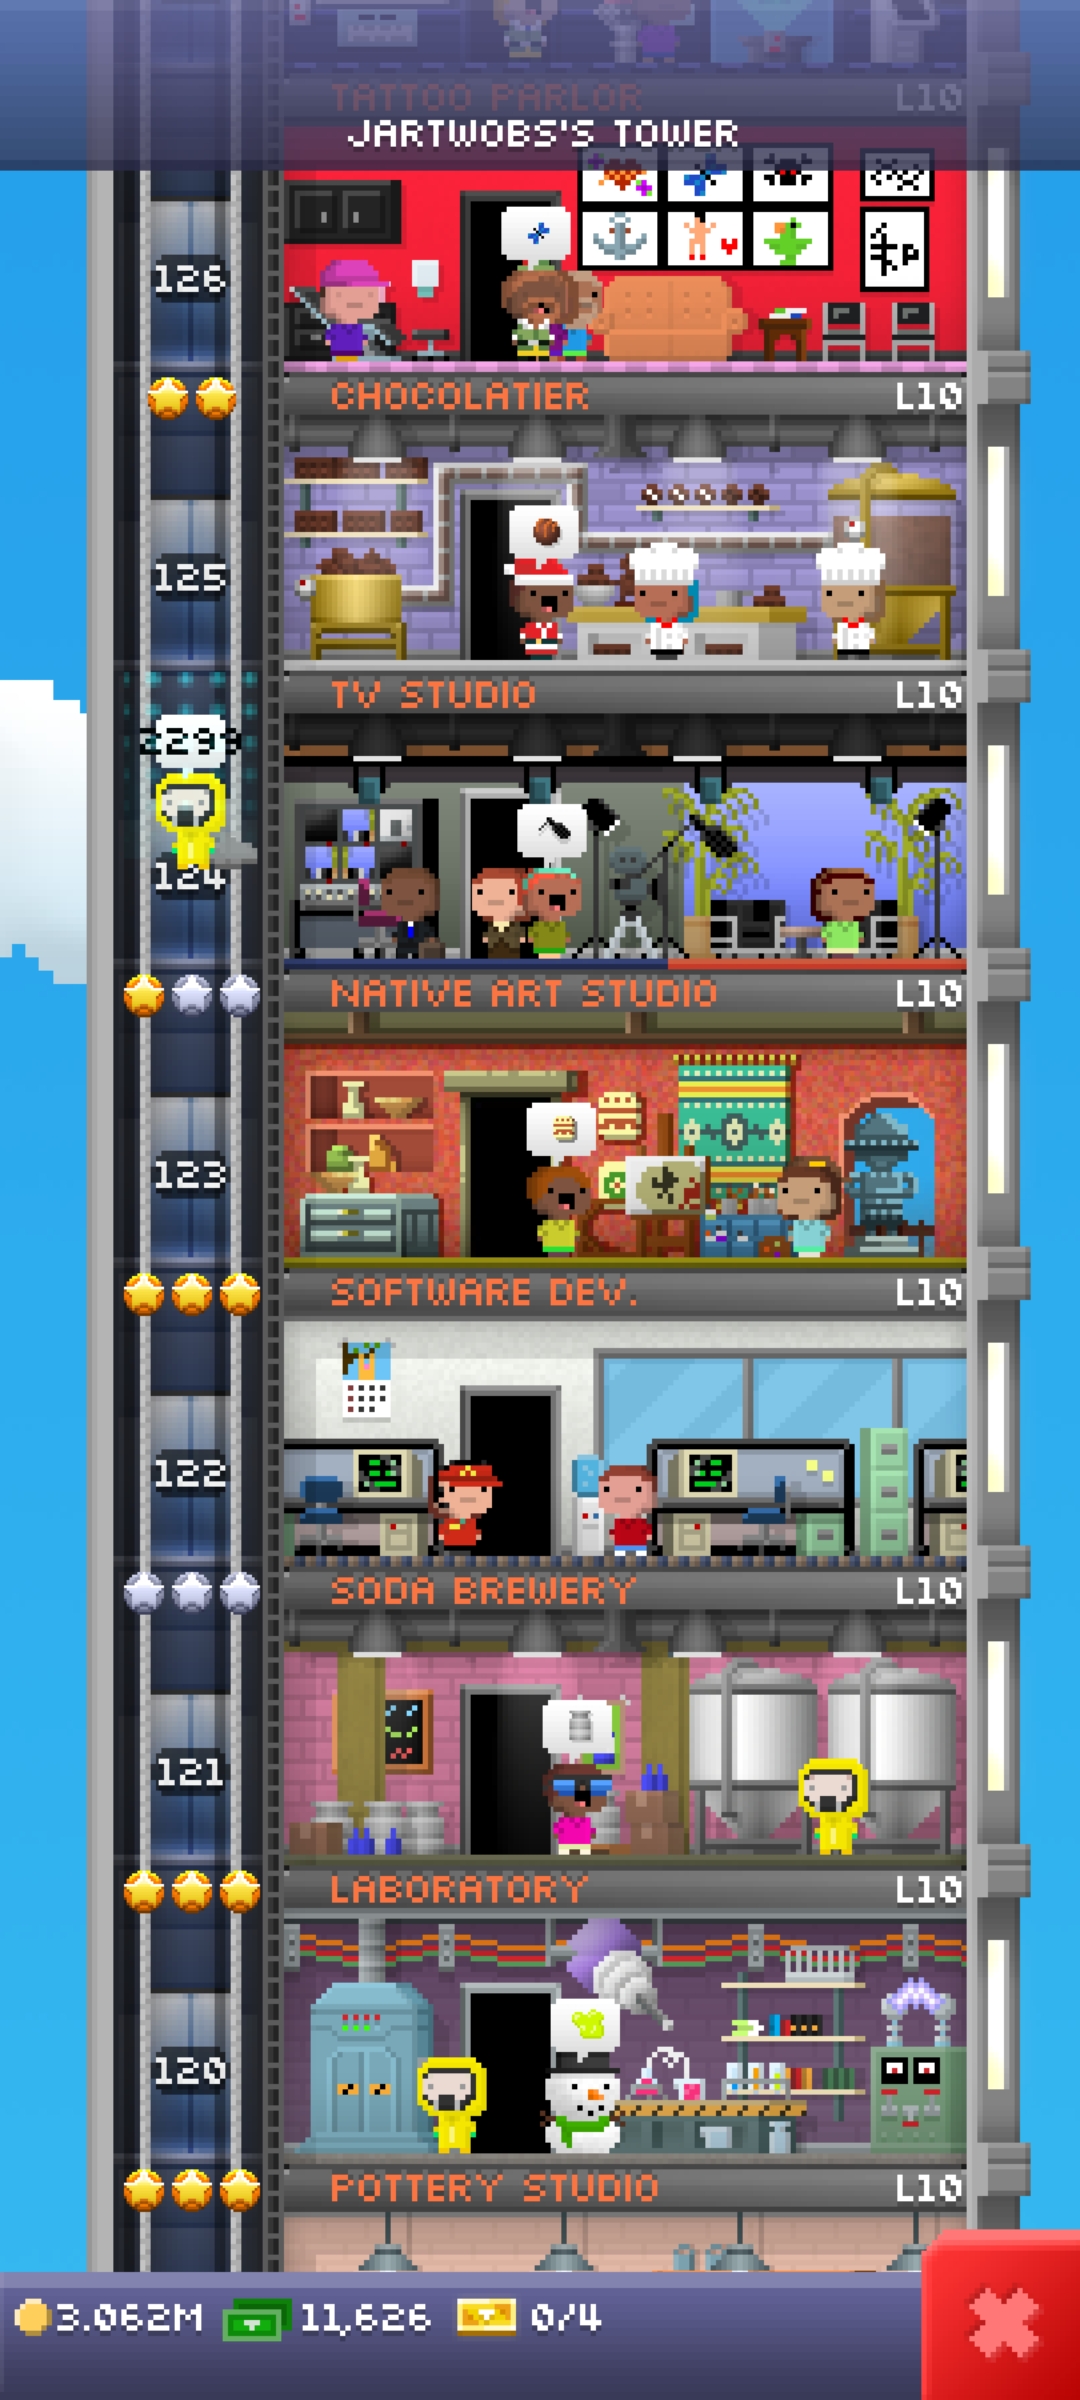 TATTOO PARLOR L10
JARTWOBS'S TOWER
126
CHOCOLATIER L10
125
TV STUDIO L10
2299
124
NATIVE ART STUDIO L10
123
SOFTWARE DEV. L10
122
SODA BREWERY L10
121
LABORATORY L10
120
POTTERY STUDIO L10
3.062M 11,626 0/4